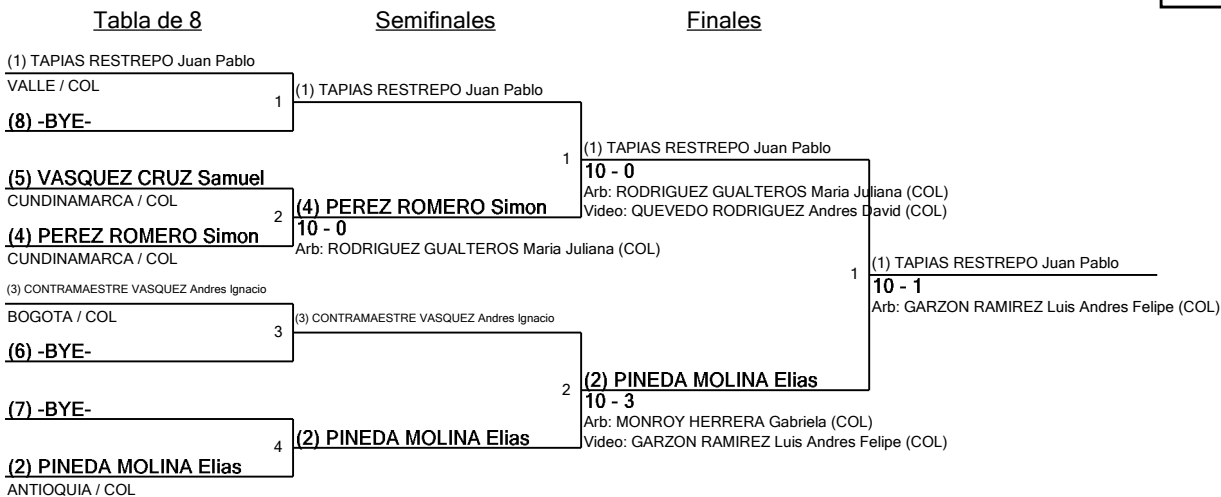 Tabla de 8
Semifinales
Finales
(1) TAPIAS RESTREPO Juan Pablo
VALLE / COL
1
(8) -BYE-
(5) VASQUEZ CRUZ Samuel
CUNDINAMARCA / COL
2
(4) PEREZ ROMERO Simon
CUNDINAMARCA / COL
(3) CONTRAMAESTRE VASQUEZ Andres Ignacio
BOGOTA / COL
3
(6) -BYE-
(7) -BYE-
4
(2) PINEDA MOLINA Elias
ANTIOQUIA / COL
(1) TAPIAS RESTREPO Juan Pablo
1
(4) PEREZ ROMERO Simon
10 - 0
Arb: RODRIGUEZ GUALTEROS Maria Juliana (COL)
(3) CONTRAMAESTRE VASQUEZ Andres Ignacio
2
(2) PINEDA MOLINA Elias
(1) TAPIAS RESTREPO Juan Pablo
10 - 0
Arb: RODRIGUEZ GUALTEROS Maria Juliana (COL)
Video: QUEVEDO RODRIGUEZ Andres David (COL)
1
(2) PINEDA MOLINA Elias
10 - 3
Arb: MONROY HERRERA Gabriela (COL)
Video: GARZON RAMIREZ Luis Andres Felipe (COL)
(1) TAPIAS RESTREPO Juan Pablo
10 - 1
Arb: GARZON RAMIREZ Luis Andres Felipe (COL)